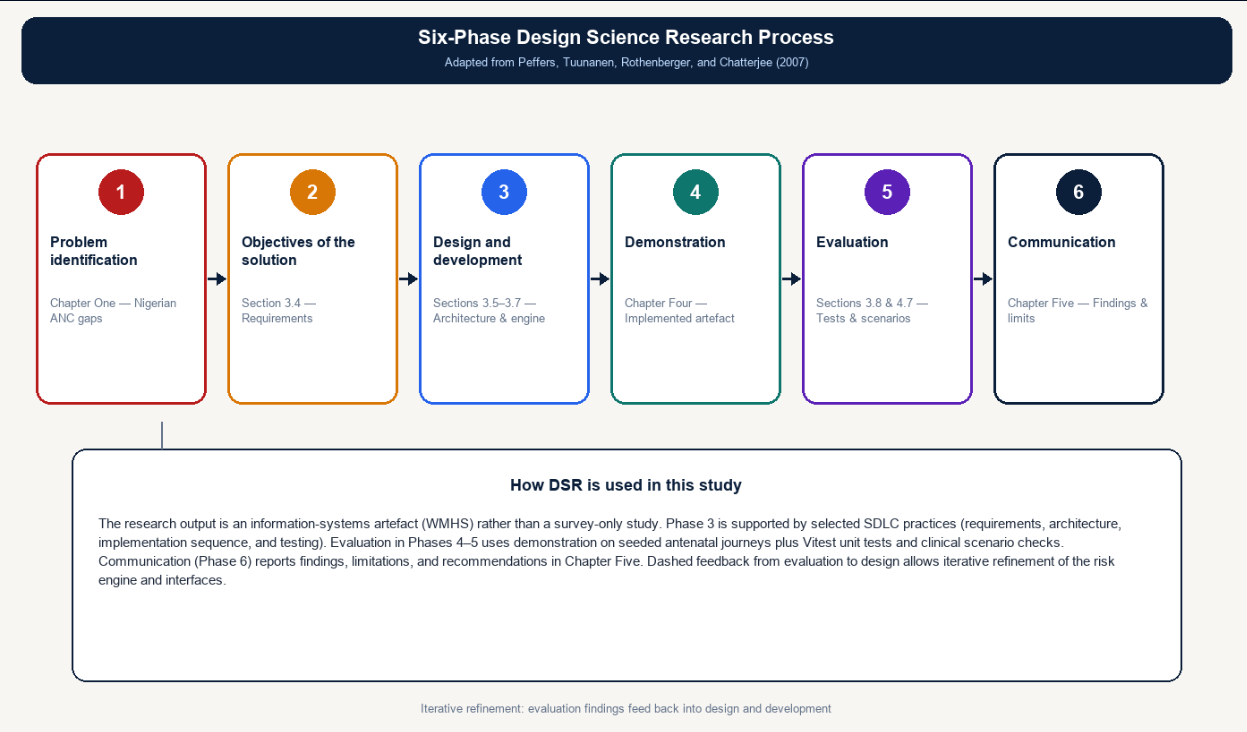 Six-Phase Design Science Research Process
Adapted from Peffers, Tuunanen, Rothenberger, and Chatterjee (2007)
1
Problem
identification
Chapter One — Nigerian
ANC gaps
2
Objectives of the
solution
Section 3.4 —
Requirements
3
Design and
development
Sections 3.5–3.7 —
Architecture & engine
4
Demonstration
Chapter Four —
Implemented artefact
5
Evaluation
Sections 3.8 & 4.7 —
Tests & scenarios
6
Communication
Chapter Five — Findings &
limits
How DSR is used in this study
The research output is an information-systems artefact (WMHS) rather than a survey-only study. Phase 3 is supported by selected SDLC practices (requirements, architecture,
implementation sequence, and testing). Evaluation in Phases 4–5 uses demonstration on seeded antenatal journeys plus Vitest unit tests and clinical scenario checks.
Communication (Phase 6) reports findings, limitations, and recommendations in Chapter Five. Dashed feedback from evaluation to design allows iterative refinement of the risk
engine and interfaces.
Iterative refinement: evaluation findings feed back into design and development